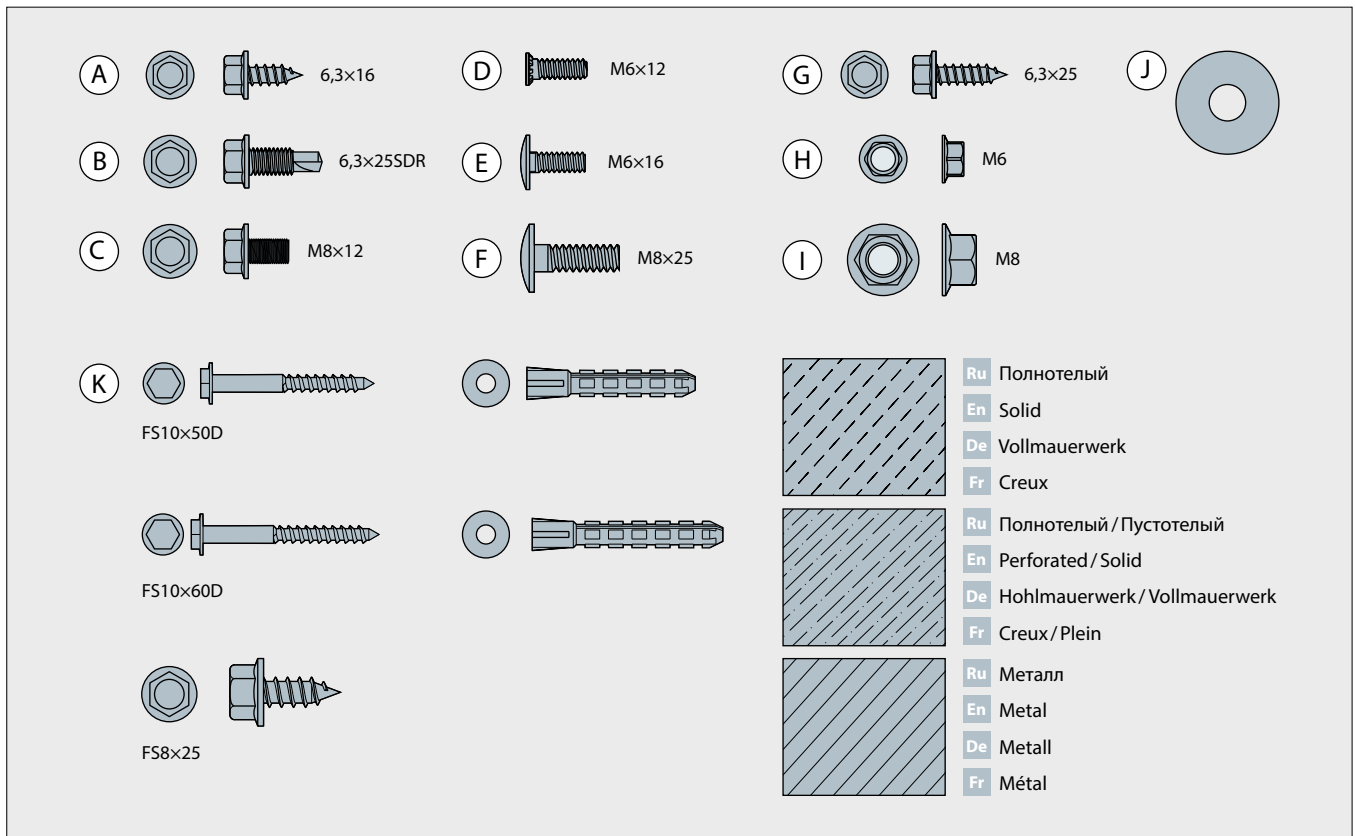 A 6,3×16
D M6×12
G 6,3×25
J
B 6,3×25SDR
E M6×16
H M6
C M8×12
F M8×25
I M8
K
FS10×50D
Ru Полнотелый
En Solid
De Vollmauerwerk
Fr Creux
FS10×60D
Ru Полнотелый / Пустотелый
En Perforated / Solid
De Hohlmauerwerk / Vollmauerwerk
Fr Creux / Plein
FS8×25
Ru Металл
En Metal
De Metall
Fr Métal